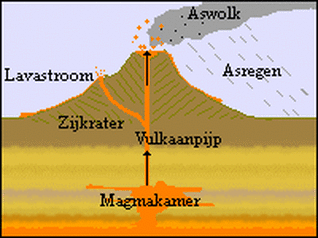 Aswolk
Lavastroom
Asregen
Zijkrater
Vulkaanpijp
Magmakamer